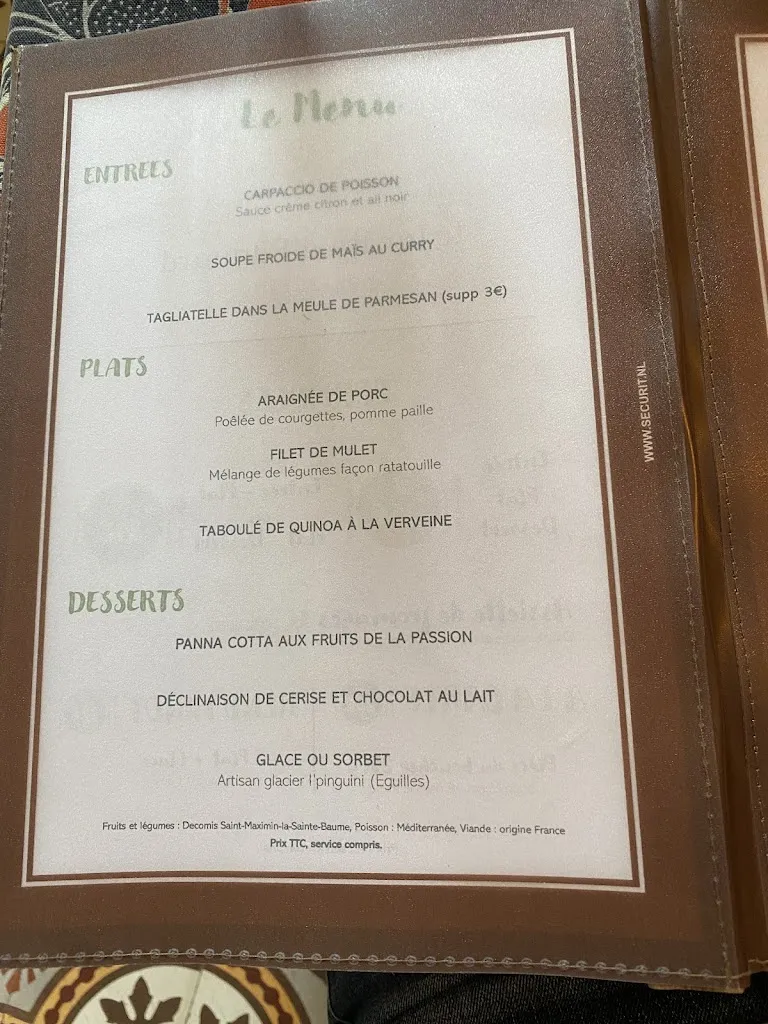 Le Menu
ENTREES
CARPACCIO DE POISSON
Sauce crème citron et ail noir
SOUPE FROIDE DE MAÏS AU CURRY
TAGLIATELLE DANS LA MEULE DE PARMESAN (supp 3€)
PLATS
ARAIGNÉE DE PORC
Poêlée de courgettes, pomme paille
FILET DE MULET
Mélange de légumes façon ratatouille
TABOULÉ DE QUINOA À LA VERVEINE
DESSERTS
PANNA COTTA AUX FRUITS DE LA PASSION
DÉCLINAISON DE CERISE ET CHOCOLAT AU LAIT
GLACE OU SORBET
Artisan glacier l'pinguini (Eguilles)
Fruits et légumes : Decomis Saint-Maximin-la-Sainte-Baume, Poisson : Méditerranée, Viande : origine France
Prix TTC, service compris.
WWW.SECURIT.NL